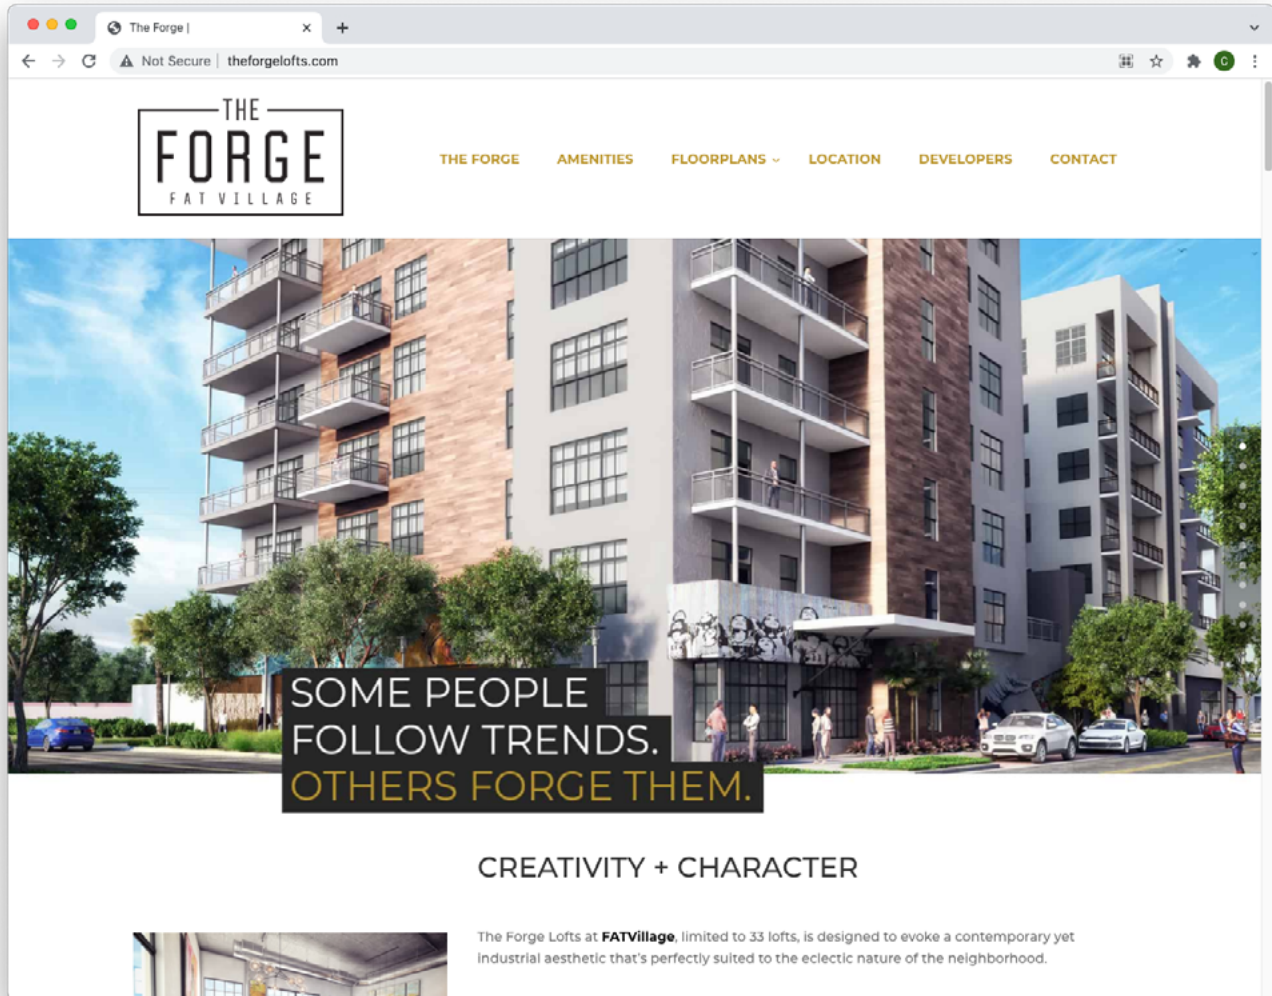 The Forge |
Not Secure | theforgelofts.com
C
THE
FORGE
FAT VILLAGE
THE FORGE AMENITIES FLOORPLANS LOCATION DEVELOPERS CONTACT
SOME PEOPLE
FOLLOW TRENDS.
OTHERS FORGE THEM.
CREATIVITY + CHARACTER
The Forge Lofts at FATVillage, limited to 33 lofts, is designed to evoke a contemporary yet
industrial aesthetic that's perfectly suited to the eclectic nature of the neighborhood.